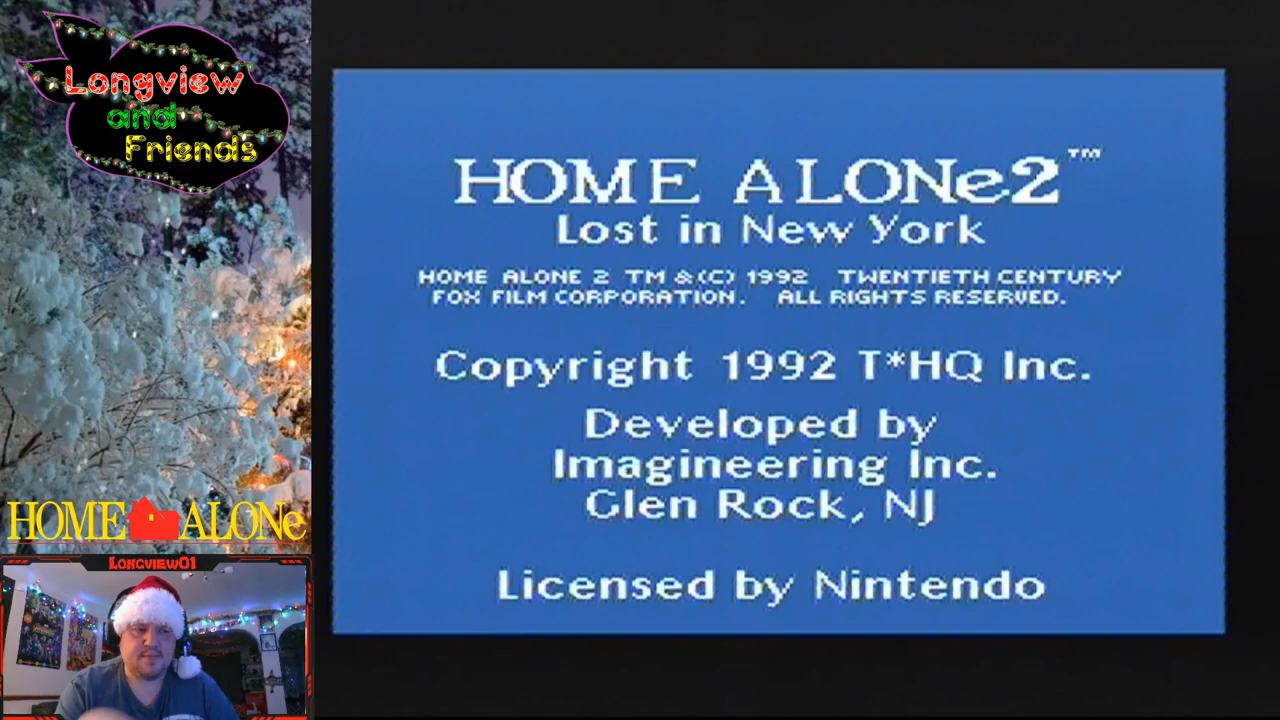 Longview
and
Friends
HOME ALONe
LONGVIEW01
HOME ALONe2™
Lost in New York
HOME ALONE 2 TM &(C) 1992 TWENTIETH CENTURY
FOX FILM CORPORATION. ALL RIGHTS RESERVED.
Copyright 1992 T*HQ Inc.
Developed by
Imagineering Inc.
Glen Rock, NJ
Licensed by Nintendo